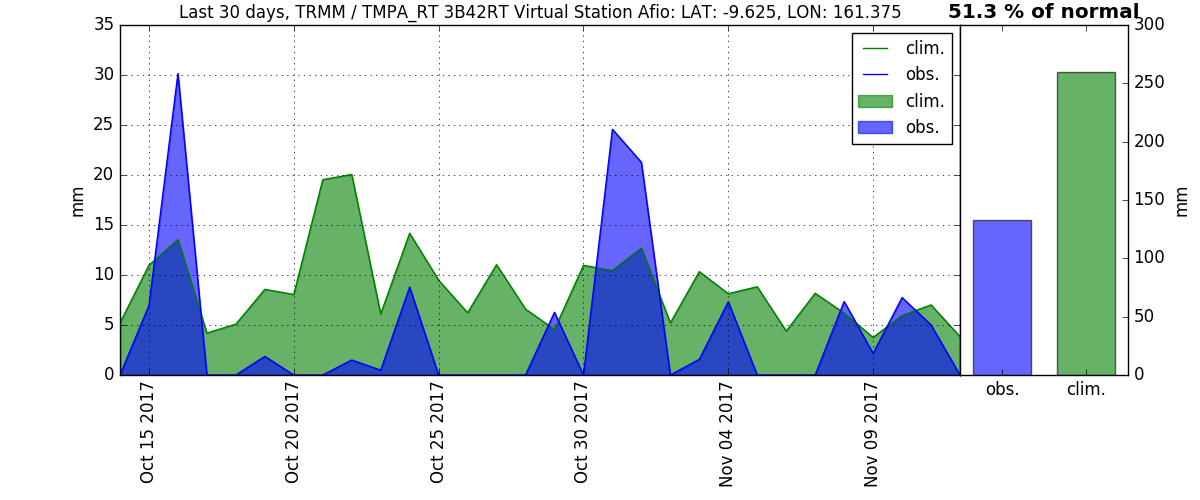 Last 30 days, TRMM / TMPA_RT 3B42RT Virtual Station Afio: LAT: -9.625, LON: 161.375
51.3 % of normal
35
30
25
20
15
10
5
0
mm
clim.
obs.
clim.
obs.
Oct 15 2017
Oct 20 2017
Oct 25 2017
Oct 30 2017
Nov 04 2017
Nov 09 2017
300
250
200
150
100
50
0
mm
obs.
clim.